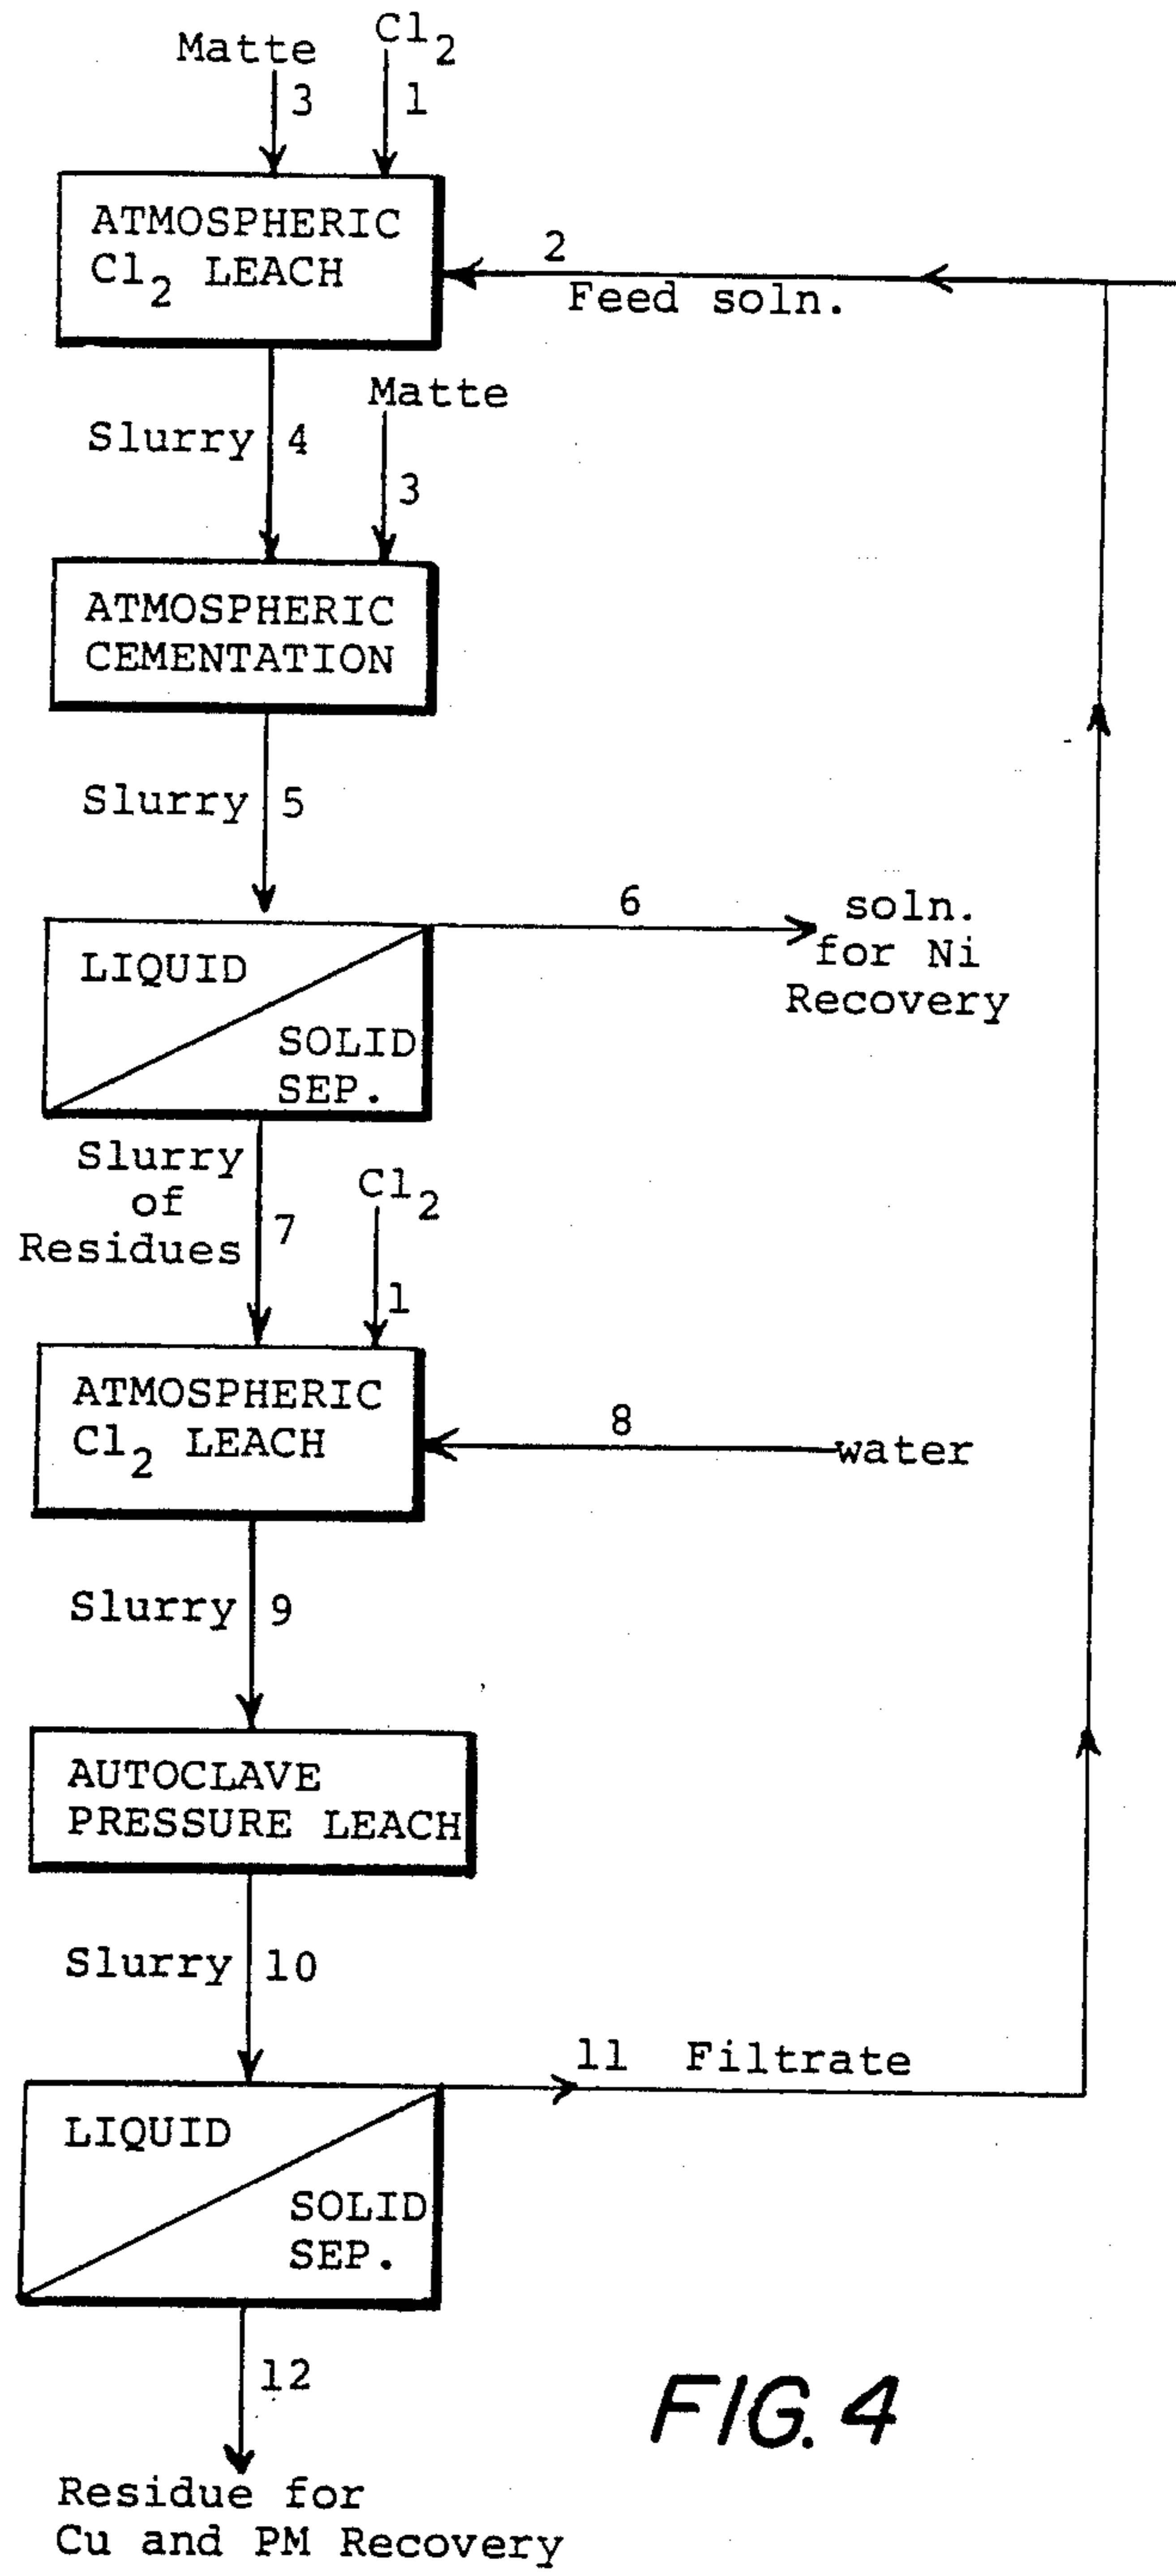 Matte
Cl2
3
1
ATMOSPHERIC
Cl2 LEACH
2
Feed soln.
Matte
Slurry 4
3
ATMOSPHERIC
CEMENTATION
Slurry 5
6
soln.
for Ni
Recovery
LIQUID
SOLID
SEP.
Slurry
of
Residues
7
Cl2
1
ATMOSPHERIC
Cl2 LEACH
8
water
Slurry 9
AUTOCLAVE
PRESSURE LEACH
Slurry 10
11 Filtrate
LIQUID
SOLID
SEP.
12
FIG. 4
Residue for
Cu and PM Recovery